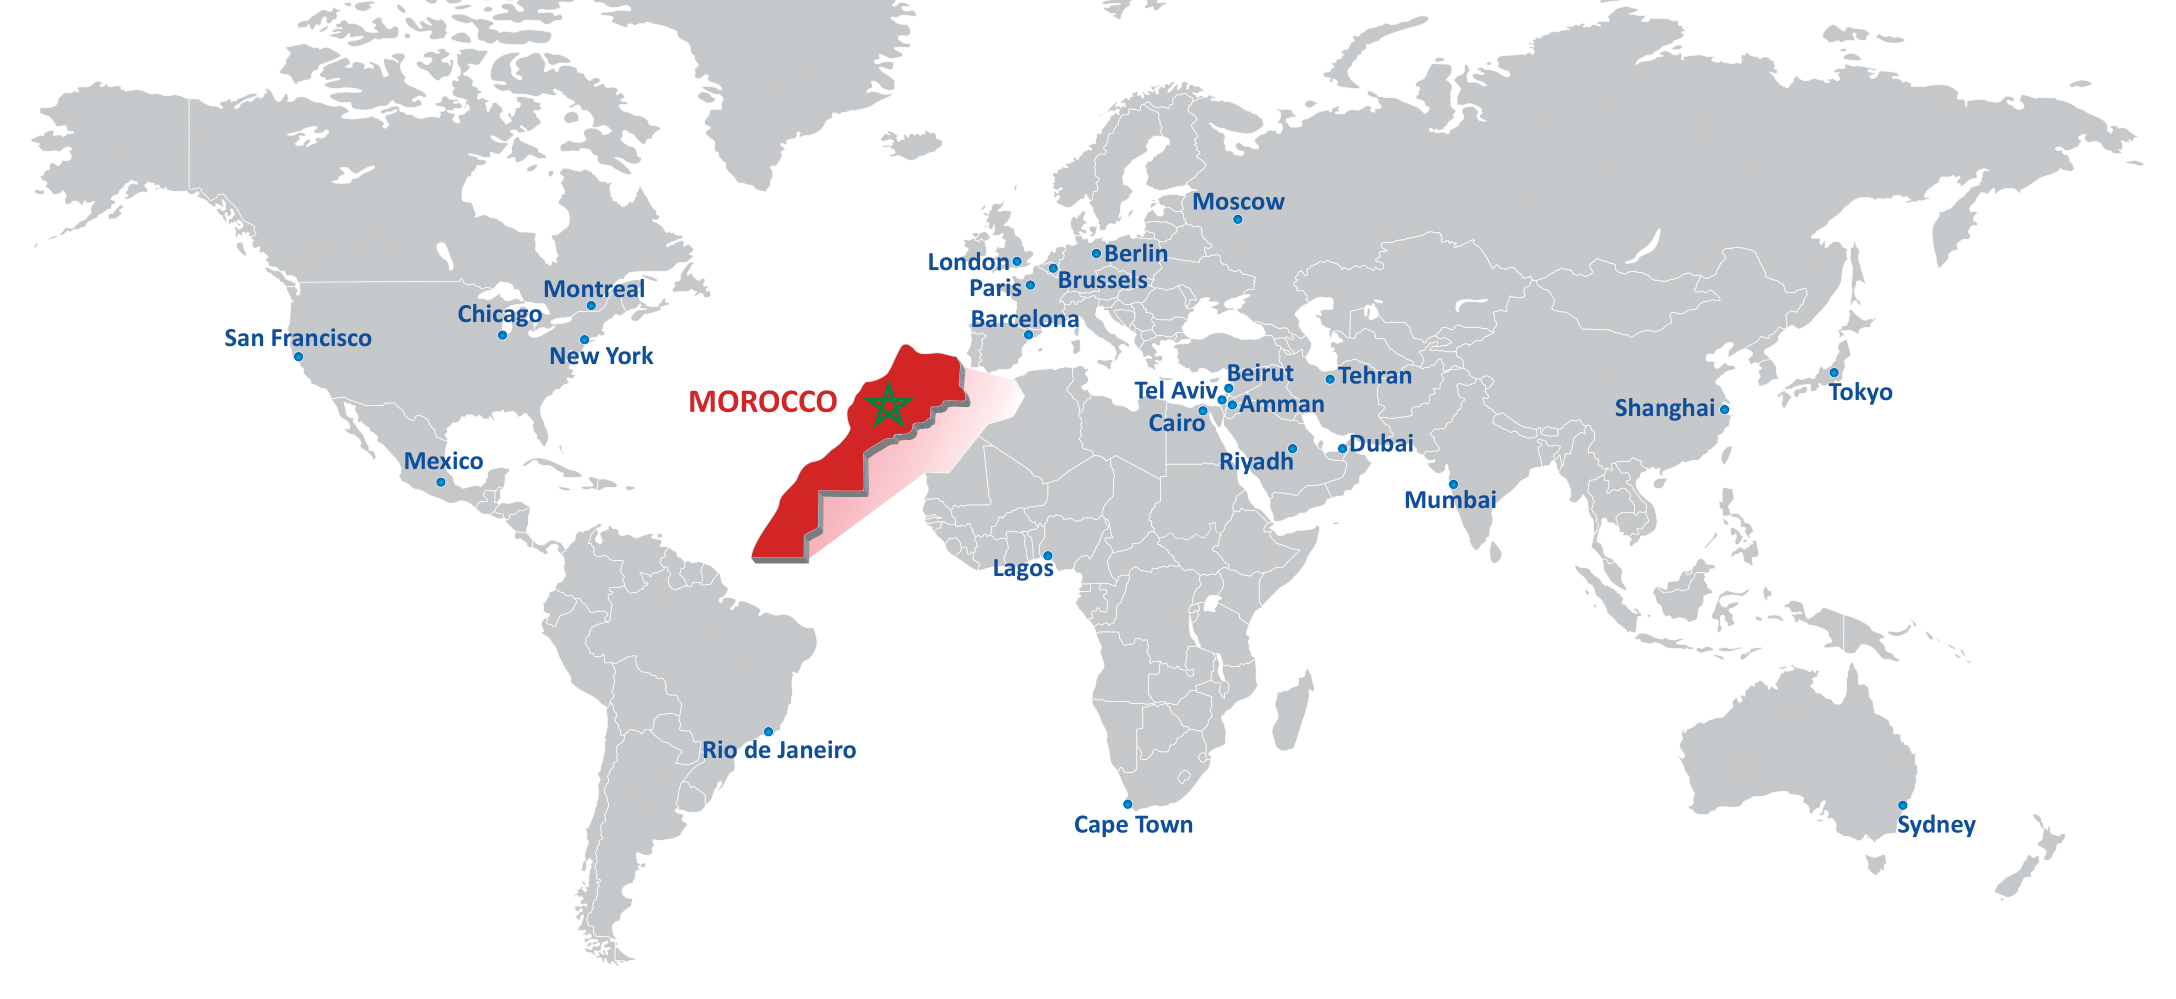 Moscow
London
Berlin
Brussels
Paris
Montreal
Chicago
Barcelona
San Francisco
New York
Beirut
Tehran
Tel Aviv
MOROCCO
Amman
Tokyo
Shanghai
Cairo
Dubai
Mexico
Riyadh
Mumbai
Lagos
Rio de Janeiro
Cape Town
Sydney